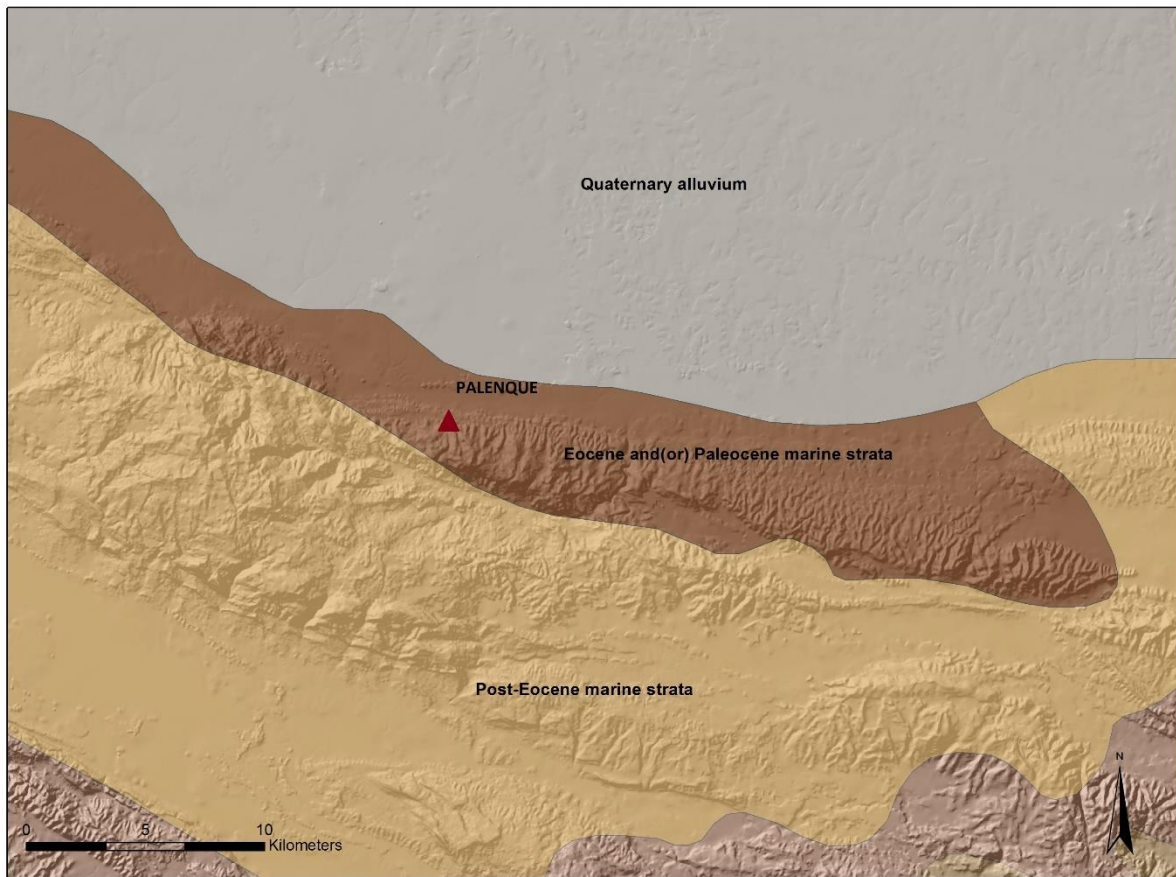 Quaternary alluvium
PALENQUE
Eocene and(or) Paleocene marine strata
Post-Eocene marine strata
N
0 5 10
Kilometers